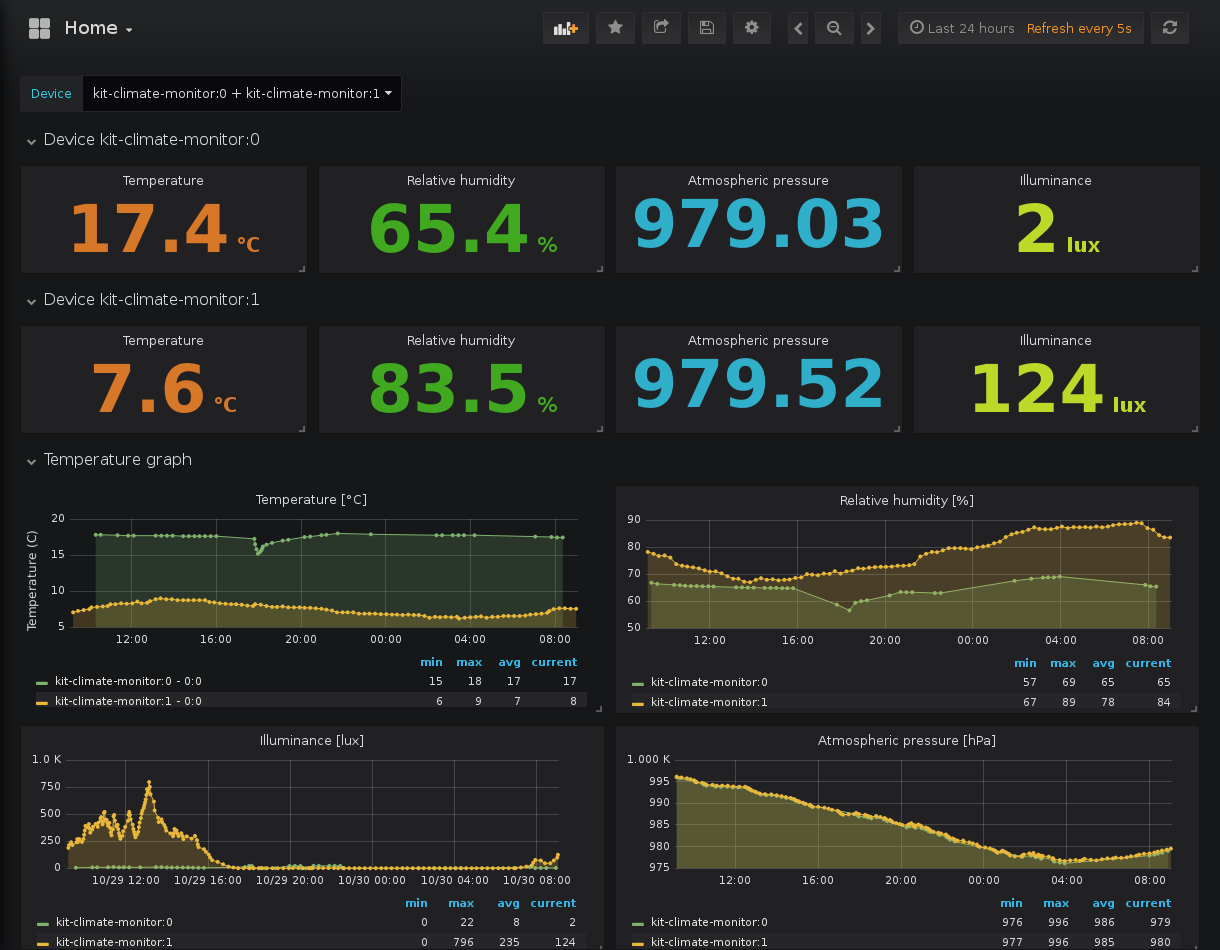 Home
Last 24 hours Refresh every 5s
Device kit-climate-monitor:0 + kit-climate-monitor:1
Device kit-climate-monitor:0
Temperature Relative humidity Atmospheric pressure Illuminance
17.4 °C 65.4 % 979.03 2 lux
Device kit-climate-monitor:1
Temperature Relative humidity Atmospheric pressure Illuminance
7.6 °C 83.5 % 979.52 124 lux
Temperature graph
Temperature [°C]
Temperature (C)
20
15
10
5
12:00 16:00 20:00 00:00 04:00 08:00
min max avg current
kit-climate-monitor:0 - 0:0 15 18 17 17
kit-climate-monitor:1 - 0:0 6 9 7 8
Relative humidity [%]
90
80
70
60
50
12:00 16:00 20:00 00:00 04:00 08:00
min max avg current
kit-climate-monitor:0 57 69 65 65
kit-climate-monitor:1 67 89 78 84
Illuminance [lux]
1.0 K
750
500
250
0
10/29 12:00 10/29 16:00 10/29 20:00 10/30 00:00 10/30 04:00 10/30 08:00
min max avg current
kit-climate-monitor:0 0 22 8 2
kit-climate-monitor:1 0 796 235 124
Atmospheric pressure [hPa]
1.000 K
995
990
985
980
975
12:00 16:00 20:00 00:00 04:00 08:00
min max avg current
kit-climate-monitor:0 976 996 986 979
kit-climate-monitor:1 977 996 985 980